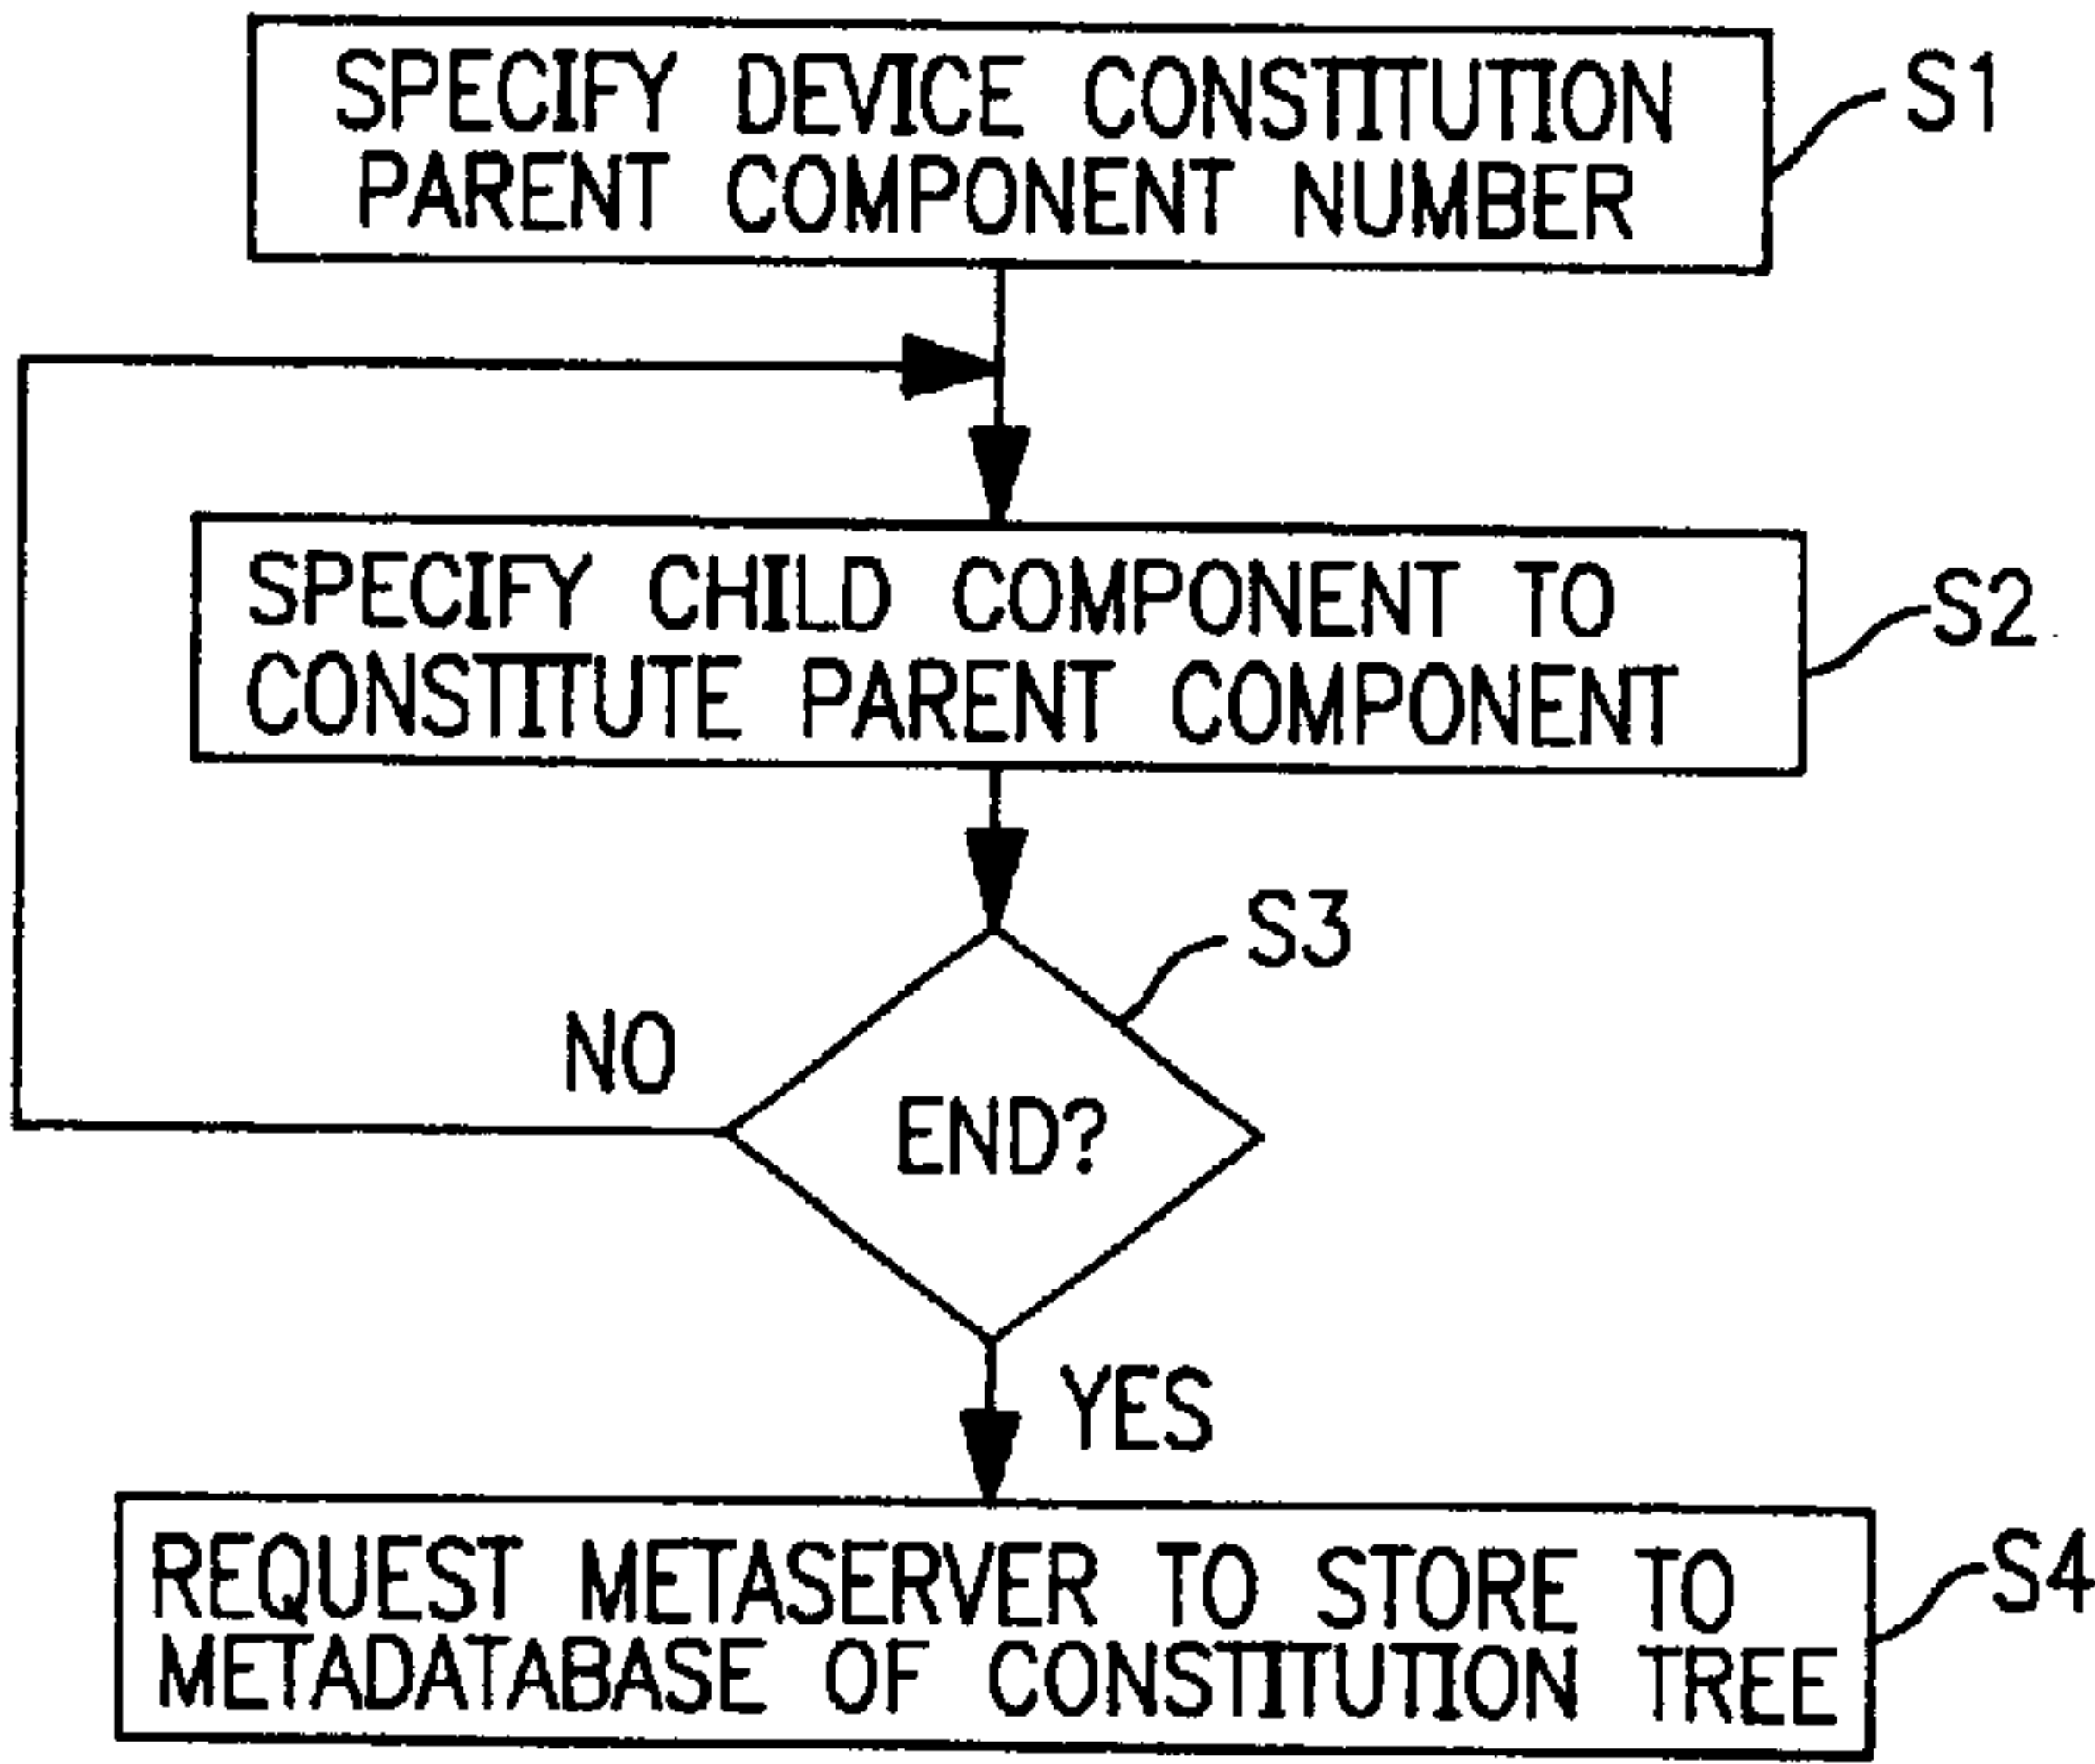 SPECIFY DEVICE CONSTITUTION
PARENT COMPONENT NUMBER
S1
SPECIFY CHILD COMPONENT TO
CONSTITUTE PARENT COMPONENT
S2
S3
NO
END?
YES
REQUEST METASERVER TO STORE TO
METADATABASE OF CONSTITUTION TREE
S4